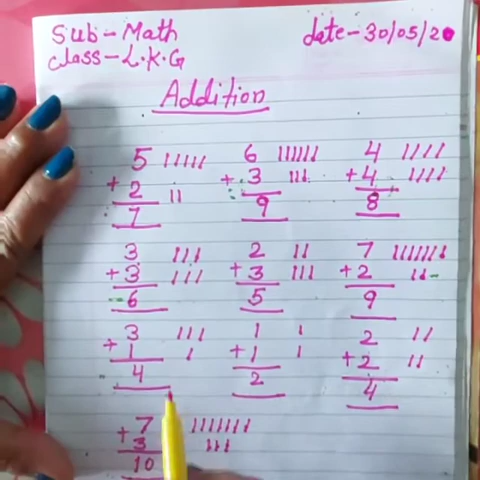 Sub- Math date- 30/05/20
Class- L.K.G
Addition
5 ||||| 6 |||||| 4 ||||
+ 2 || + 3 ||| + 4 ||||
7 9 8
3 ||| 2 || 7 |||||||
+ 3 ||| + 3 ||| + 2 ||
6 5 9
3 ||| 1 | 2 ||
+ 1 | + 1 | + 2 ||
4 2 4
7 |||||||
+ 3 |||
10